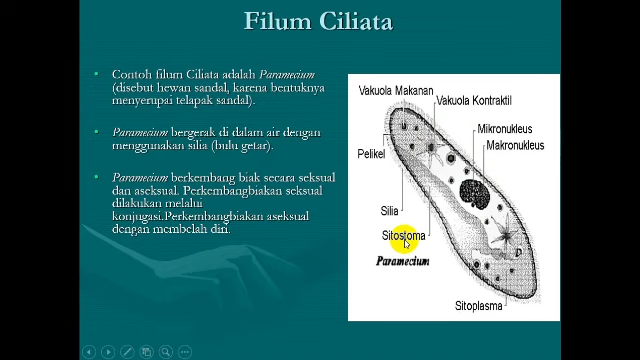 Filum Ciliata
• Contoh filum Ciliata adalah Paramecium
(disebut hewan sandal, karena bentuknya
menyerupai telapak sandal).
• Paramecium bergerak di dalam air dengan
menggunakan silia (bulu getar).
• Paramecium berkembang biak secara seksual
dan aseksual. Perkembangbiakan seksual
dilakukan melalui
konjugasi.Perkembangbiakan aseksual
dengan membelah diri.
Vakuola Makanan
Vakuola Kontraktil
Mikronukleus
Makronukleus
Pelikel
Silia
Sitostoma
Paramecium
Sitoplasma